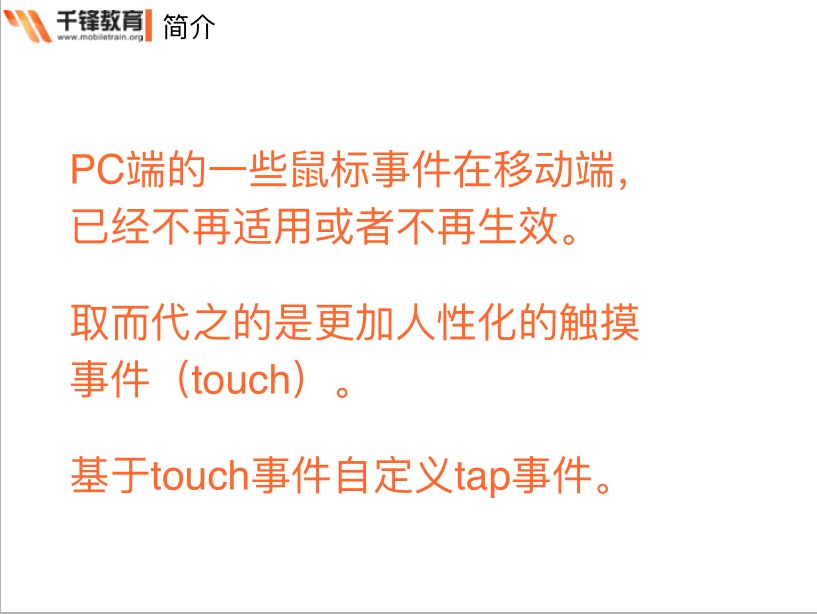 千锋教育
www.mobiletrain.org
简介
PC端的一些鼠标事件在移动端，
已经不再适用或者不再生效。
取而代之的是更加人性化的触摸
事件（touch）。
基于touch事件自定义tap事件。